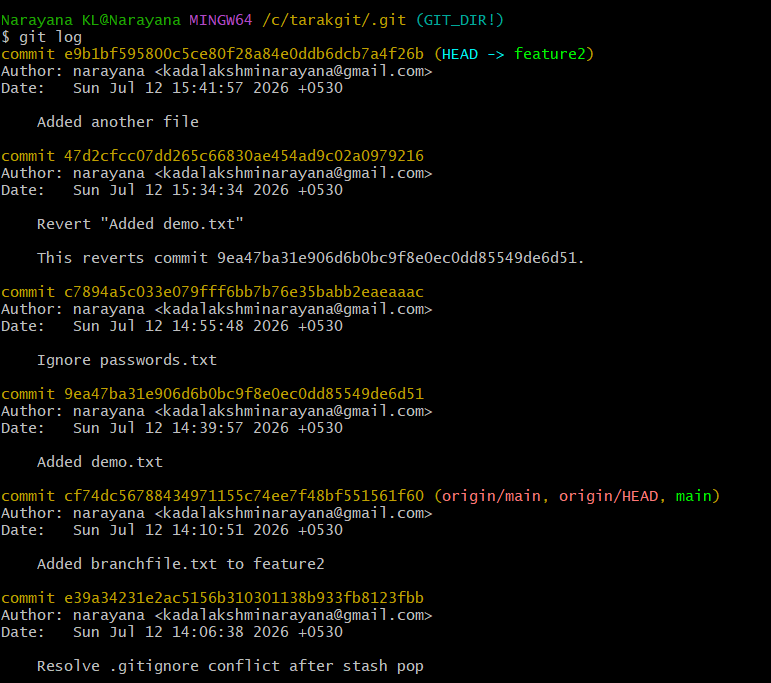 Narayana KL@Narayana MINGW64 /c/tarakgit/.git (GIT_DIR!)
$ git log
commit e9b1bf595800c5ce80f28a84e0ddb6dcb7a4f26b (HEAD -> feature2)
Author: narayana <kadalakshminarayana@gmail.com>
Date:   Sun Jul 12 15:41:57 2026 +0530
    Added another file
commit 47d2cfcc07dd265c66830ae454ad9c02a0979216
Author: narayana <kadalakshminarayana@gmail.com>
Date:   Sun Jul 12 15:34:34 2026 +0530
    Revert "Added demo.txt"
    This reverts commit 9ea47ba31e906d6b0bc9f8e0ec0dd85549de6d51.
commit c7894a5c033e079fff6bb7b76e35babb2eaeaaac
Author: narayana <kadalakshminarayana@gmail.com>
Date:   Sun Jul 12 14:55:48 2026 +0530
    Ignore passwords.txt
commit 9ea47ba31e906d6b0bc9f8e0ec0dd85549de6d51
Author: narayana <kadalakshminarayana@gmail.com>
Date:   Sun Jul 12 14:39:57 2026 +0530
    Added demo.txt
commit cf74dc56788434971155c74ee7f48bf551561f60 (origin/main, origin/HEAD, main)
Author: narayana <kadalakshminarayana@gmail.com>
Date:   Sun Jul 12 14:10:51 2026 +0530
    Added branchfile.txt to feature2
commit e39a34231e2ac5156b310301138b933fb8123fbb
Author: narayana <kadalakshminarayana@gmail.com>
Date:   Sun Jul 12 14:06:38 2026 +0530
    Resolve .gitignore conflict after stash pop